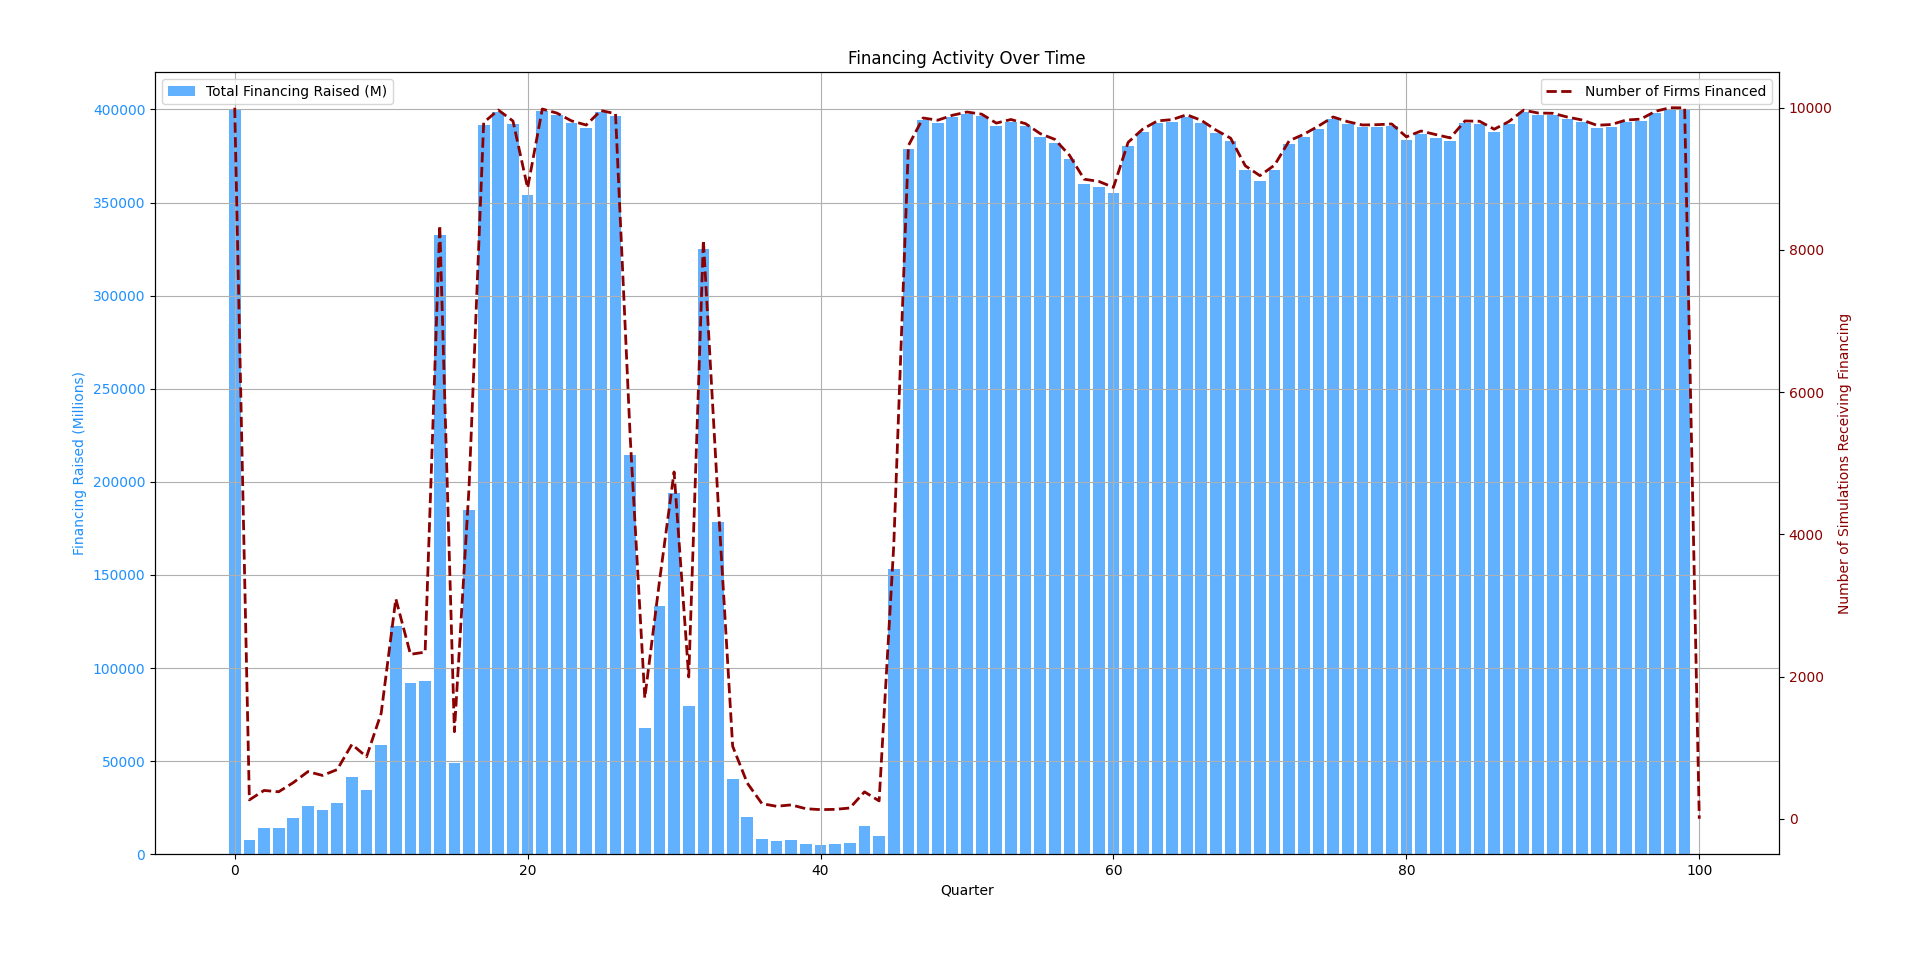 Financing Activity Over Time
Total Financing Raised (M)
Number of Firms Financed
400000
350000
300000
250000
200000
150000
100000
50000
0
Financing Raised (Millions)
10000
8000
6000
4000
2000
0
Number of Simulations Receiving Financing
0 20 40 60 80 100
Quarter